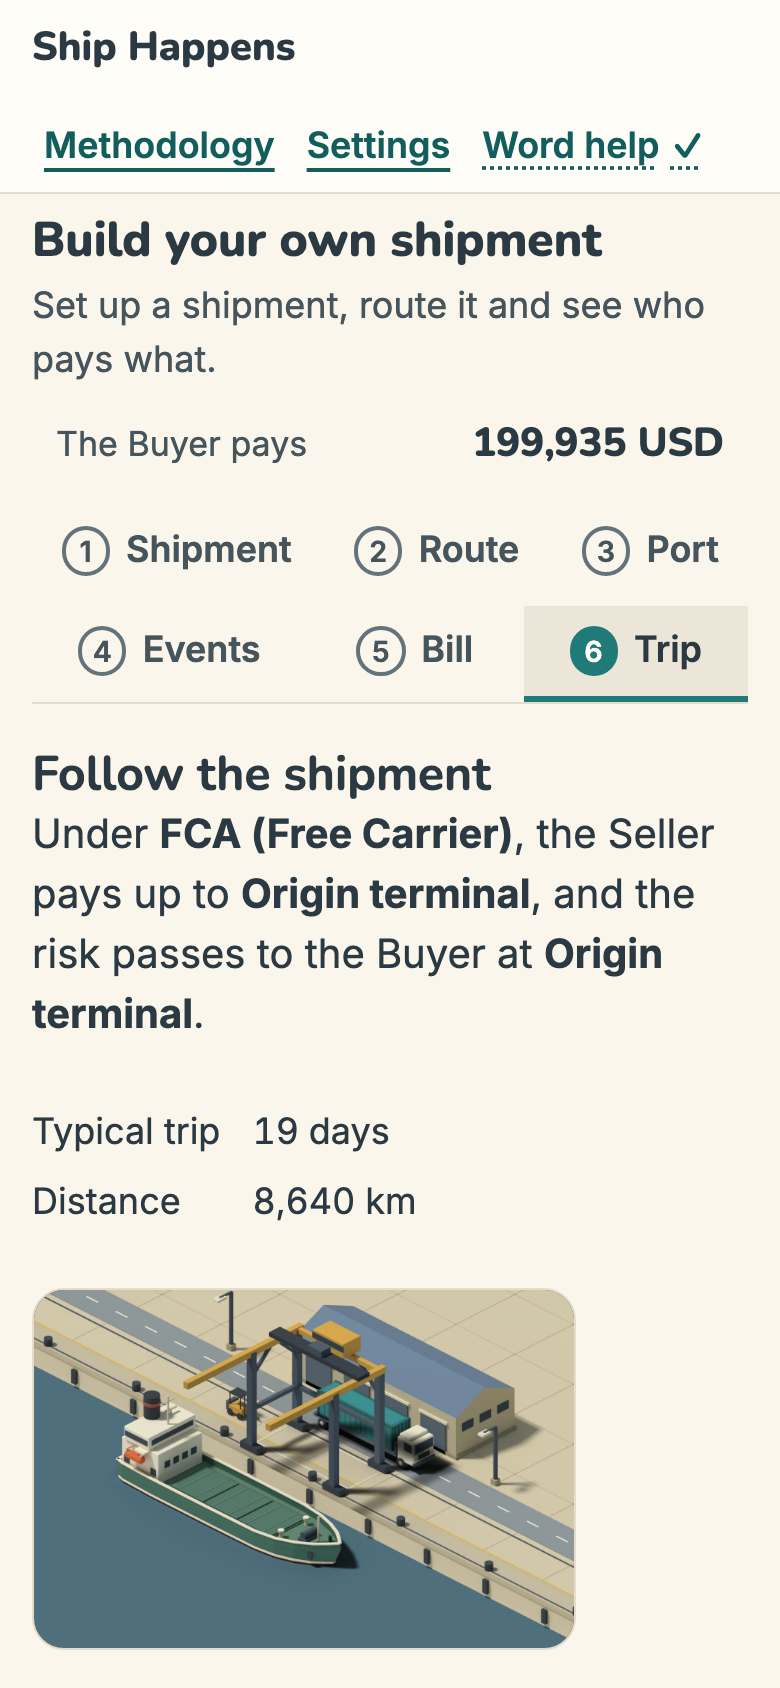 Ship Happens
Methodology Settings Word help ✓
Build your own shipment
Set up a shipment, route it and see who
pays what.
The Buyer pays 199,935 USD
1 Shipment 2 Route 3 Port
4 Events 5 Bill 6 Trip
Follow the shipment
Under FCA (Free Carrier), the Seller
pays up to Origin terminal, and the
risk passes to the Buyer at Origin
terminal.
Typical trip 19 days
Distance 8,640 km